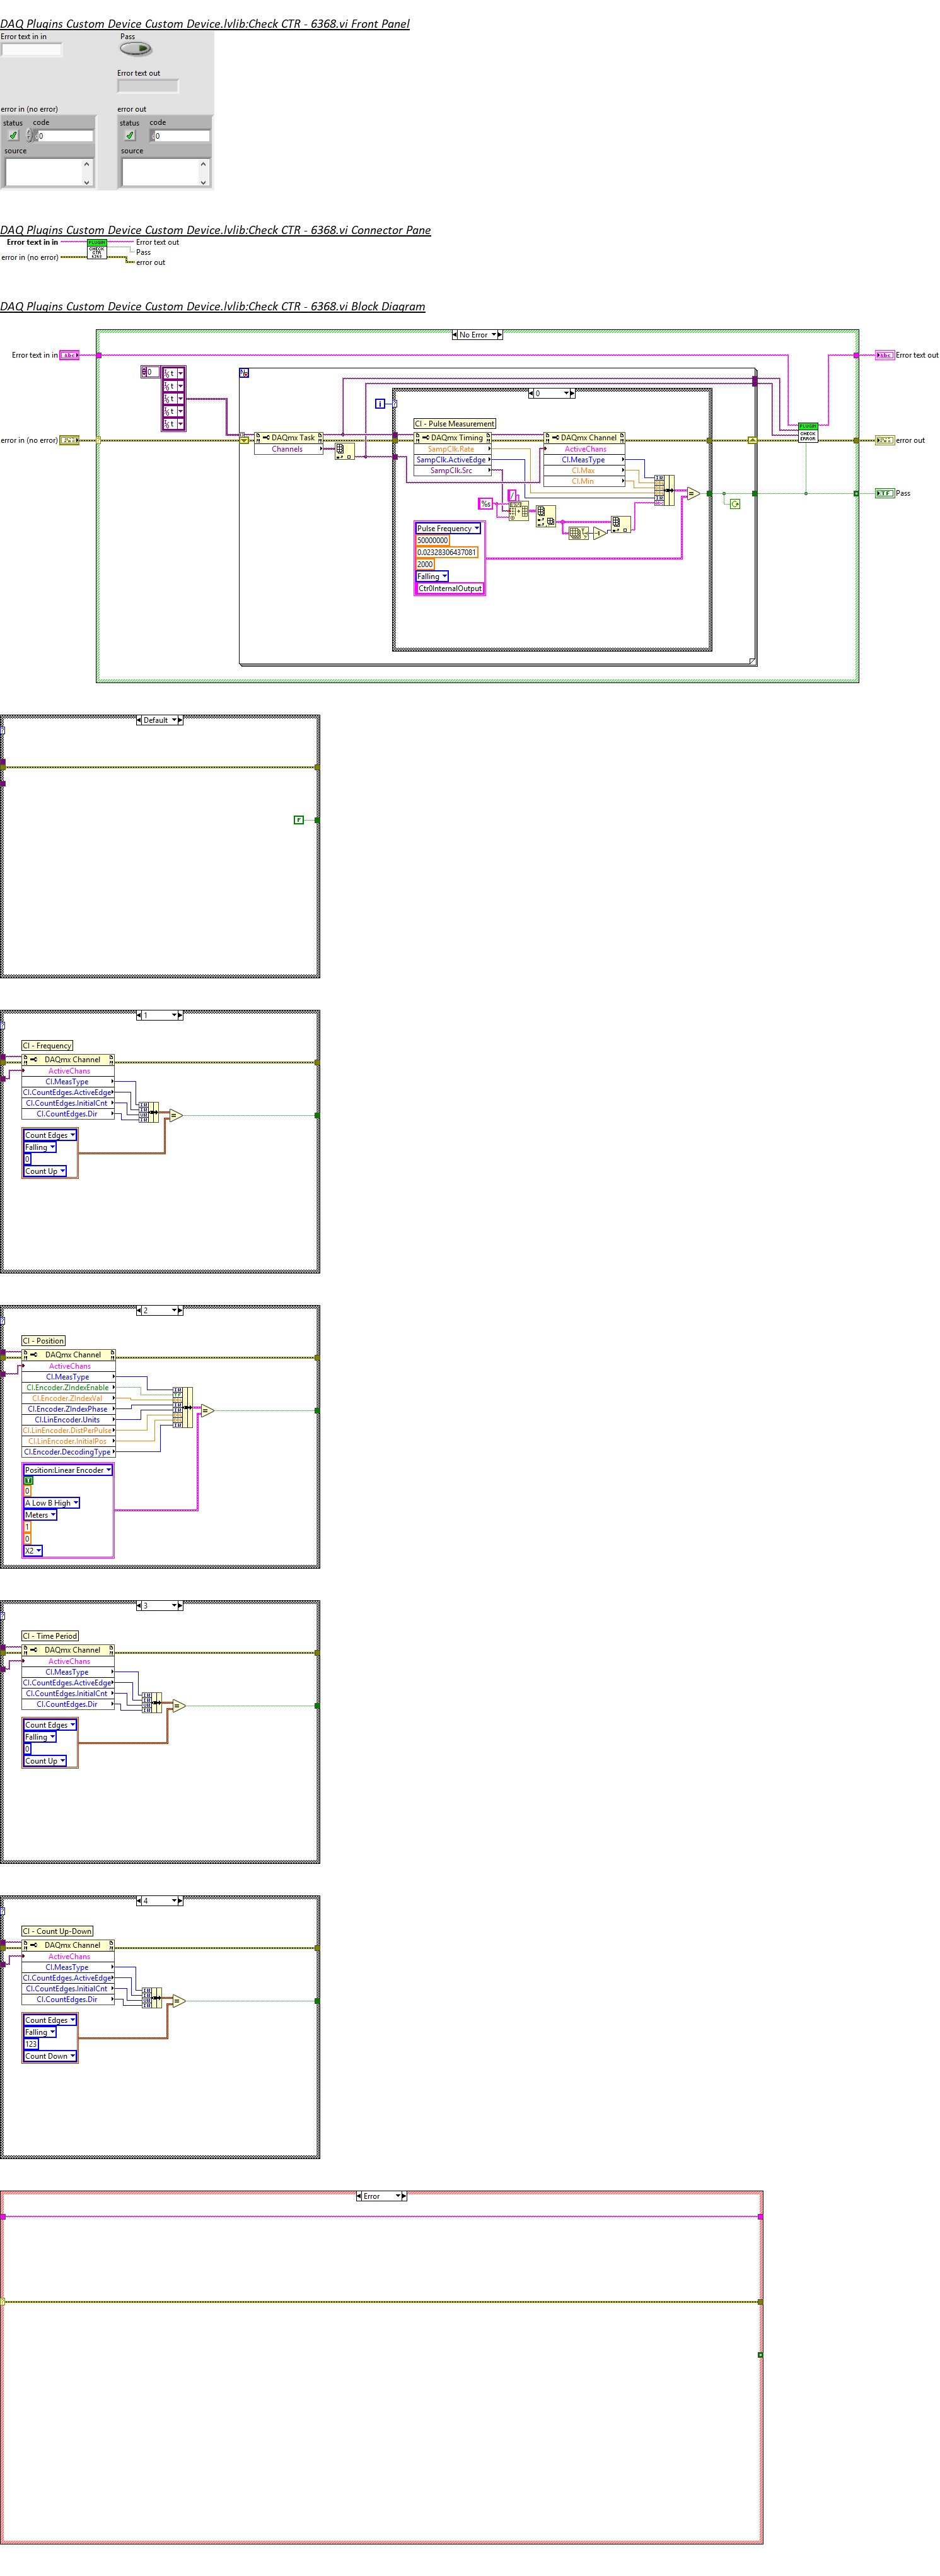 DAQ Plugins Custom Device Custom Device.lvlib:Check CTR - 6368.vi Front Panel
Error text in in
Pass
Error text out
error in (no error)
error out
status code
0
source
status code
0
source
DAQ Plugins Custom Device Custom Device.lvlib:Check CTR - 6368.vi Connector Pane
Error text in in
error in (no error)
PLUGIN
CHECK
CTR
6368
Error text out
Pass
error out
DAQ Plugins Custom Device Custom Device.lvlib:Check CTR - 6368.vi Block Diagram
No Error
Error text in in
abc
abc
Error text out
0
error in (no error)
error out
DAQmx Task
Channels
i
0
CI - Pulse Measurement
DAQmx Timing
SampClk.Rate
SampClk.ActiveEdge
SampClk.Src
DAQmx Channel
ActiveChans
CI.MeasType
CI.Max
CI.Min
PLUGIN
CHECK
ERROR
TF
Pass
/
%s
Pulse Frequency
50000000
0.02328306437081
2000
Falling
Ctr0InternalOutput
Default
F
1
CI - Frequency
DAQmx Channel
ActiveChans
CI.MeasType
CI.CountEdges.ActiveEdge
CI.CountEdges.InitialCnt
CI.CountEdges.Dir
Count Edges
Falling
0
Count Up
2
CI - Position
DAQmx Channel
ActiveChans
CI.MeasType
CI.Encoder.ZIndexEnable
CI.Encoder.ZIndexVal
CI.Encoder.ZIndexPhase
CI.LinEncoder.Units
CI.LinEncoder.DistPerPulse
CI.LinEncoder.InitialPos
CI.Encoder.DecodingType
Position:Linear Encoder
0
A Low B High
Meters
1
0
X2
3
CI - Time Period
DAQmx Channel
ActiveChans
CI.MeasType
CI.CountEdges.ActiveEdge
CI.CountEdges.InitialCnt
CI.CountEdges.Dir
Count Edges
Falling
0
Count Up
4
CI - Count Up-Down
DAQmx Channel
ActiveChans
CI.MeasType
CI.CountEdges.ActiveEdge
CI.CountEdges.InitialCnt
CI.CountEdges.Dir
Count Edges
Falling
123
Count Down
Error